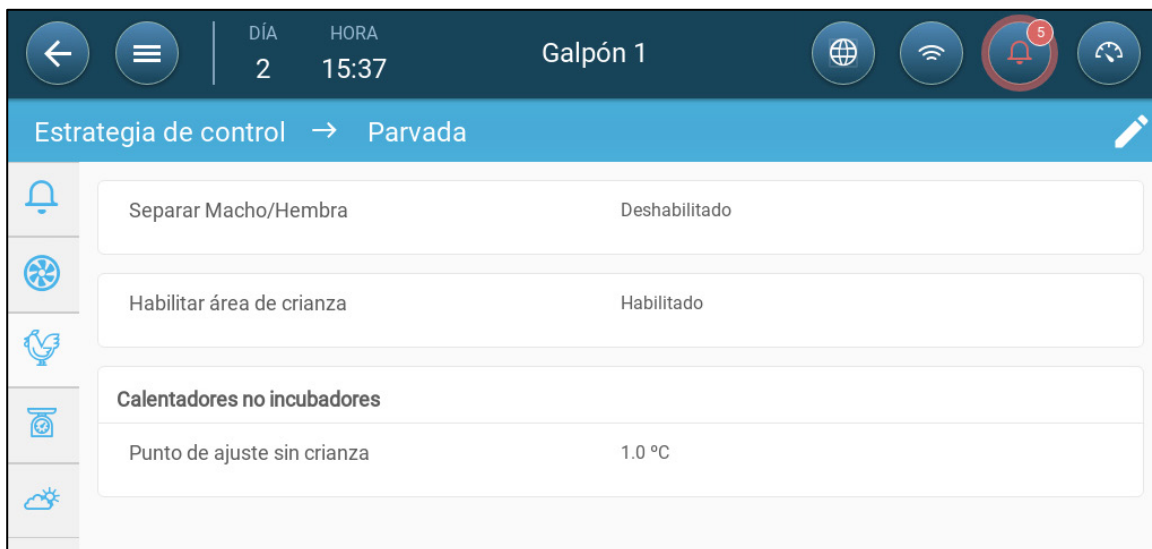 DÍA
HORA
2
15:37
Galpón 1
5
Estrategia de control → Parvada
Separar Macho/Hembra
Deshabilitado
Habilitar área de crianza
Habilitado
Calentadores no incubadores
Punto de ajuste sin crianza
1.0 ºC